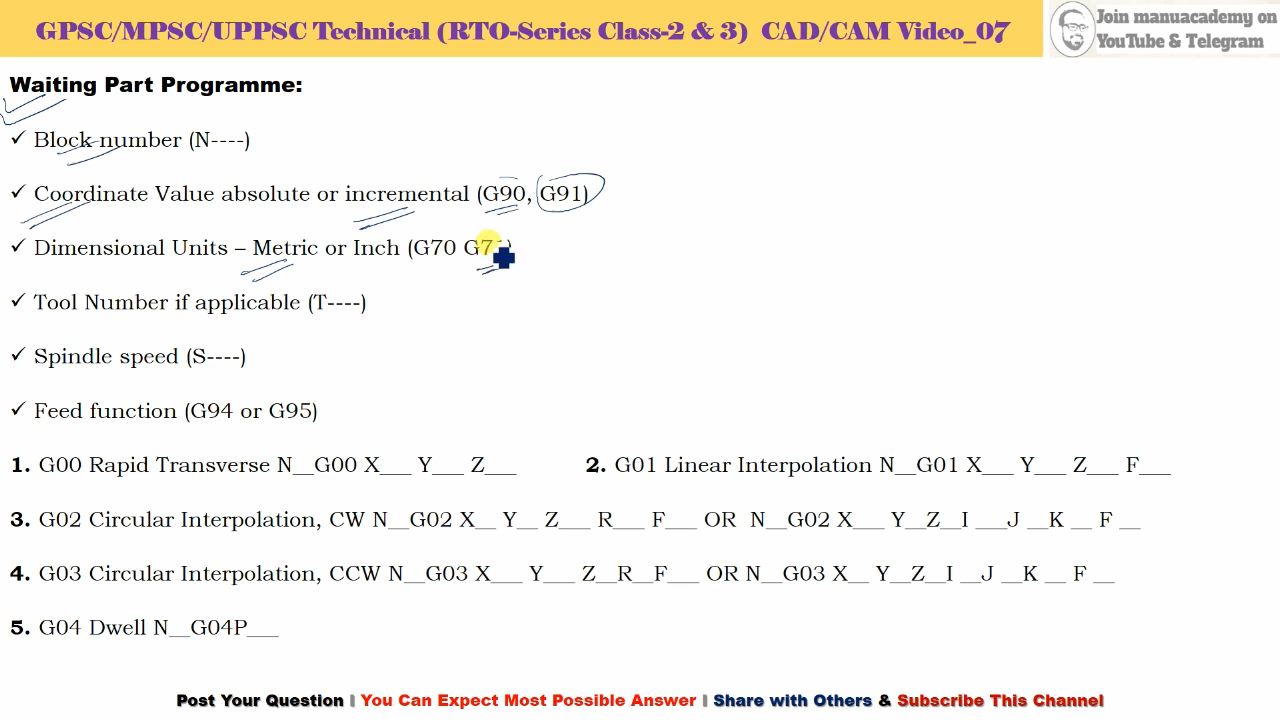 GPSC/MPSC/UPPSC Technical (RTO-Series Class-2 & 3) CAD/CAM Video_07
Join manuacademy on
YouTube & Telegram
Waiting Part Programme:
✓ Block number (N----)
✓ Coordinate Value absolute or incremental (G90, G91)
✓ Dimensional Units – Metric or Inch (G70
✓ Tool Number if applicable (T----)
✓ Spindle speed (S----)
✓ Feed function (G94 or G95)
1. G00 Rapid Transverse N__G00 X___ Y___ Z___ 2. G01 Linear Interpolation N__G01 X___ Y___ Z___ F___
3. G02 Circular Interpolation, CW N__G02 X__ Y__ Z___ R___ F___ OR N__G02 X___ Y__Z__I ___J __K __ F __
4. G03 Circular Interpolation, CCW N__G03 X___ Y___ Z__R__F___ OR N__G03 X__ Y__Z__I __J __K __ F __
5. G04 Dwell N__G04P___
Post Your Question | You Can Expect Most Possible Answer | Share with Others & Subscribe This Channel